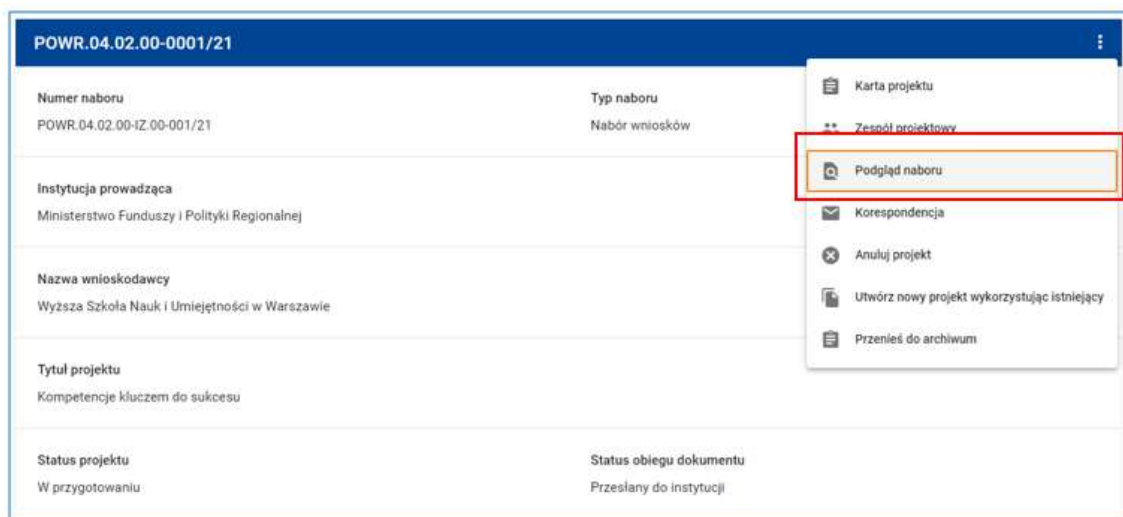 POWR.04.02.00-0001/21
Numer naboru
POWR.04.02.00-IZ.00-001/21
Typ naboru
Nabór wniosków
Instytucja prowadząca
Ministerstwo Funduszy i Polityki Regionalnej
Nazwa wnioskodawcy
Wyższa Szkoła Nauk i Umiejętności w Warszawie
Tytuł projektu
Kompetencje kluczem do sukcesu
Status projektu
W przygotowaniu
Status obiegu dokumentu
Przesłany do instytucji
Karta projektu
Zespół projektowy
Podgląd naboru
Korespondencja
Anuluj projekt
Utwórz nowy projekt wykorzystując istniejący
Przenieś do archiwum